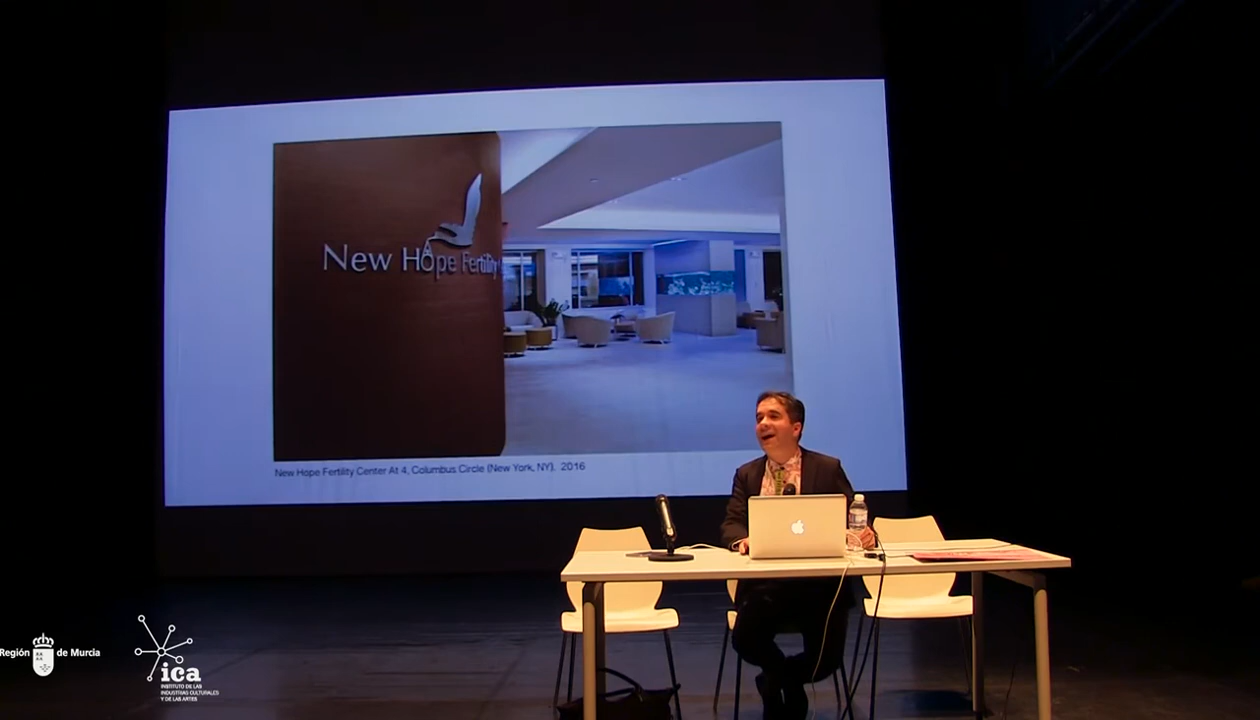 New Hope Fertility
New Hope Fertility Center At 4, Columbus Circle (New York, NY). 2016
Región de Murcia
ica
INSTITUTO DE LAS
INDUSTRIAS CULTURALES
Y DE LAS ARTES